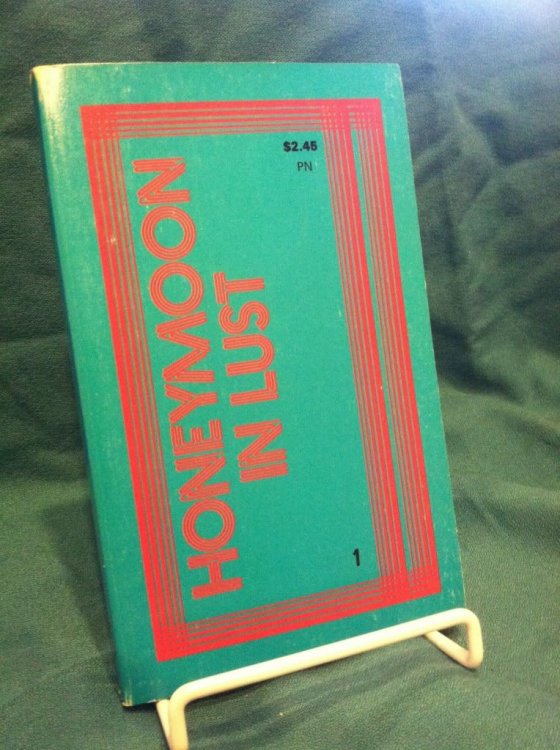 $2.45
PN
HONEYMOON
IN LUST
1